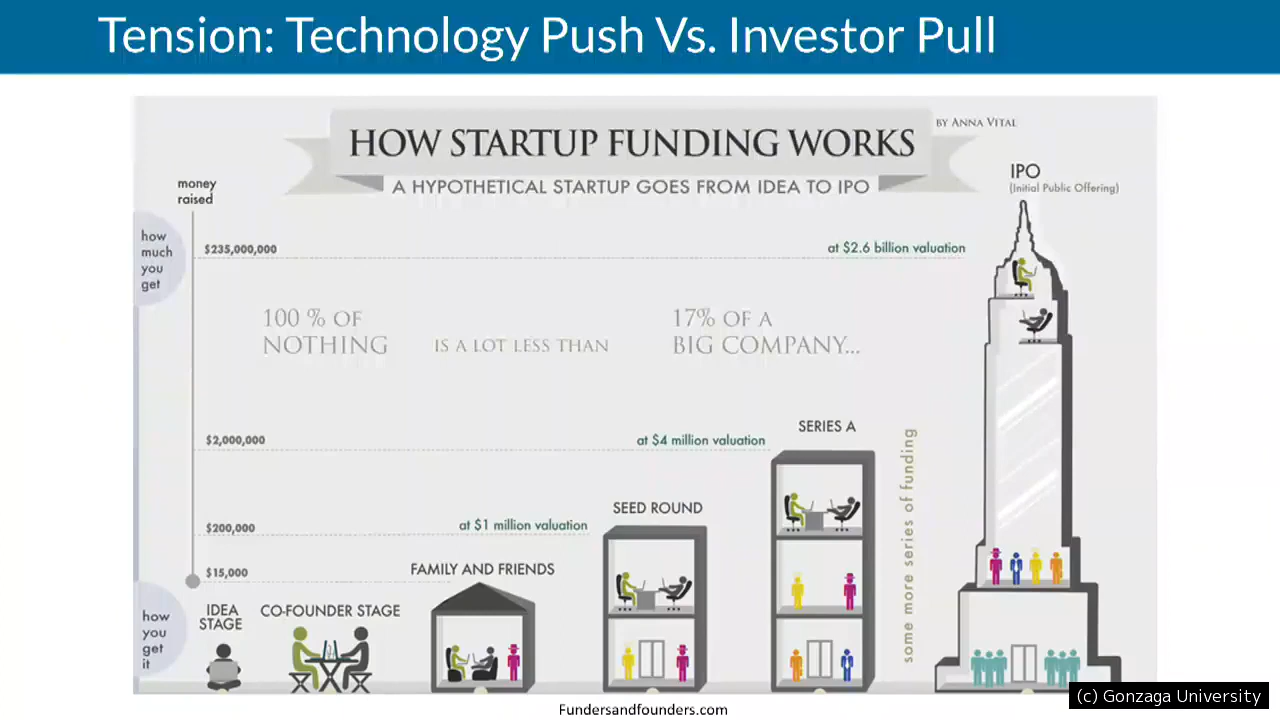 Tension: Technology Push Vs. Investor Pull
HOW STARTUP FUNDING WORKS
BY ANNA VITAL
A HYPOTHETICAL STARTUP GOES FROM IDEA TO IPO
IPO
(Initial Public Offering)
money
raised
how
much
you
get
$235,000,000
at $2.6 billion valuation
100 % OF
NOTHING
IS A LOT LESS THAN
17% OF A
BIG COMPANY...
$2,000,000
at $4 million valuation
SERIES A
some more series of funding
SEED ROUND
$200,000
at $1 million valuation
$15,000
FAMILY AND FRIENDS
how
you
get
it
IDEA
STAGE
CO-FOUNDER STAGE
Fundersandfounders.com
(c) Gonzaga University